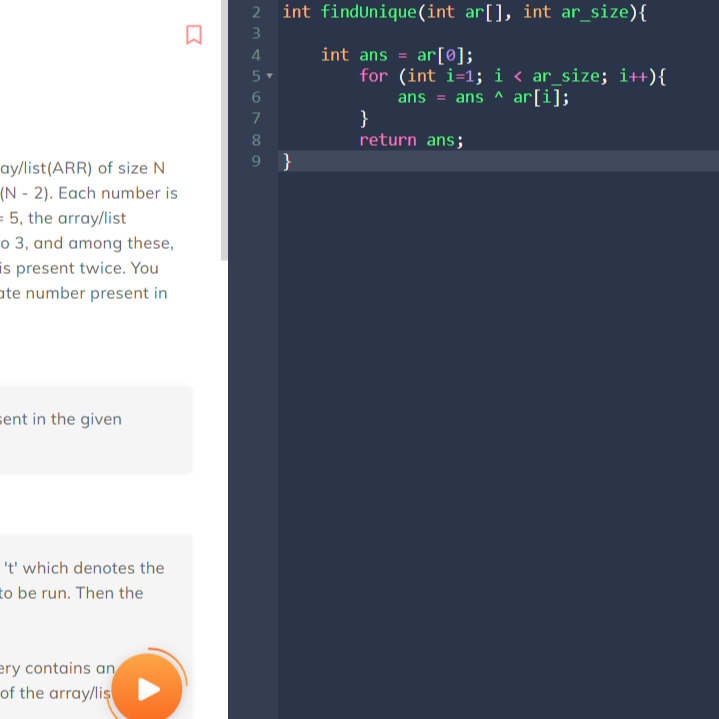 ay/list(ARR) of size N
(N - 2). Each number is
= 5, the array/list
o 3, and among these,
is present twice. You
ate number present in
sent in the given
't' which denotes the
to be run. Then the
ery contains an
of the array/lis
2 int findUnique(int ar[], int ar_size){
3
4 int ans = ar[0];
5 for (int i=1; i < ar_size; i++){
6 ans = ans ^ ar[i];
7 }
8 return ans;
9 }